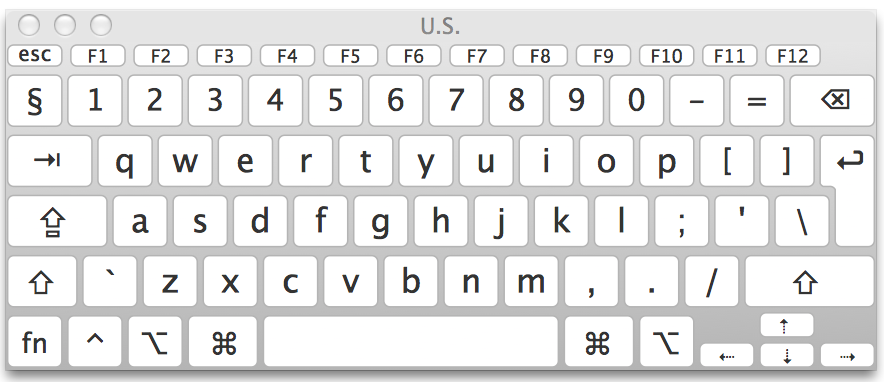 U.S.
esc F1 F2 F3 F4 F5 F6 F7 F8 F9 F10 F11 F12
§ 1 2 3 4 5 6 7 8 9 0 - = ⌫
⇥ q w e r t y u i o p [ ] ↩
⇪ a s d f g h j k l ; ' \
⇧ ` z x c v b n m , . / ⇧
fn ^ ⌥ ⌘ ⌘ ⌥ ⇠ ⇡ ⇣ ⇢